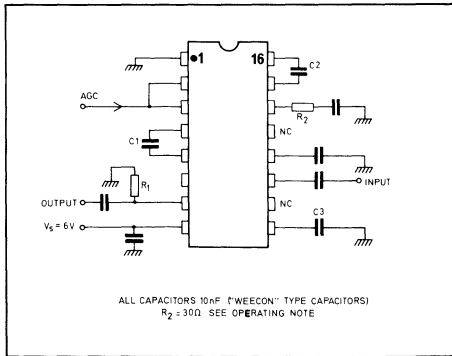 1 16
C2
AGC
R2
C1
NC
R1
OUTPUT
INPUT
NC
Vs = 6V
C3
ALL CAPACITORS 10nF ("WEECON" TYPE CAPACITORS)
R2 = 30Ω SEE OPERATING NOTE